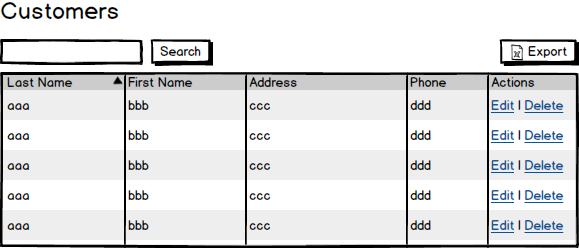 Customers
Search Export
Last Name First Name Address Phone Actions
aaa bbb ccc ddd Edit | Delete
aaa bbb ccc ddd Edit | Delete
aaa bbb ccc ddd Edit | Delete
aaa bbb ccc ddd Edit | Delete
aaa bbb ccc ddd Edit | Delete